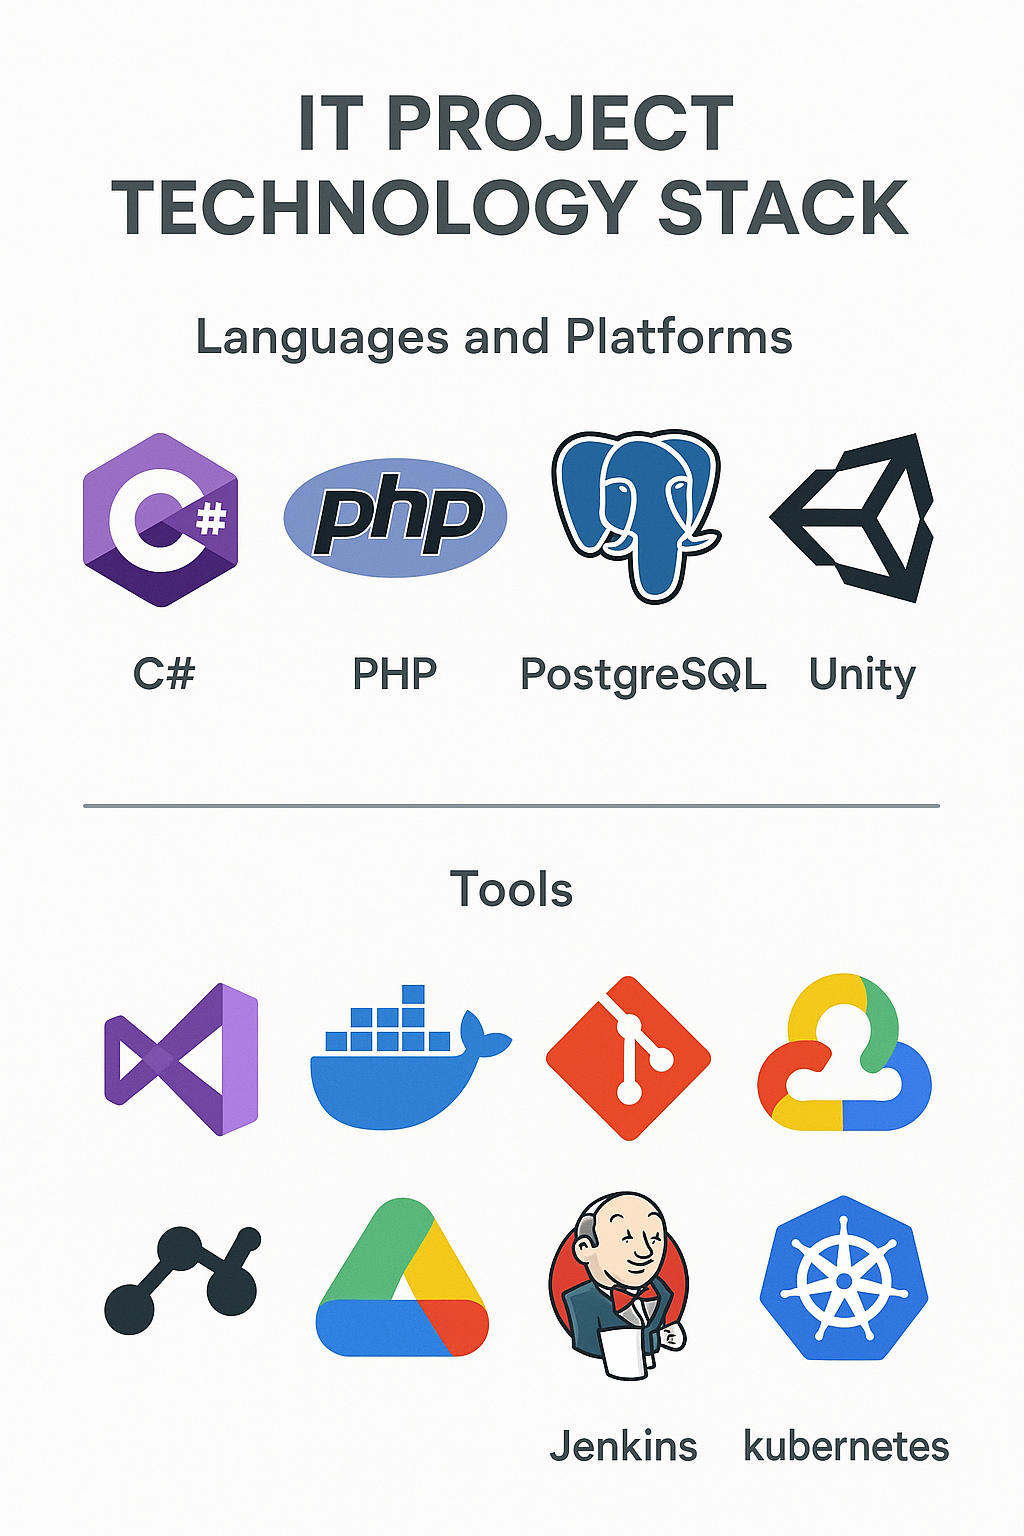 IT PROJECT
TECHNOLOGY STACK
Languages and Platforms
C#
php
C# PHP PostgreSQL Unity
Tools
Jenkins kubernetes